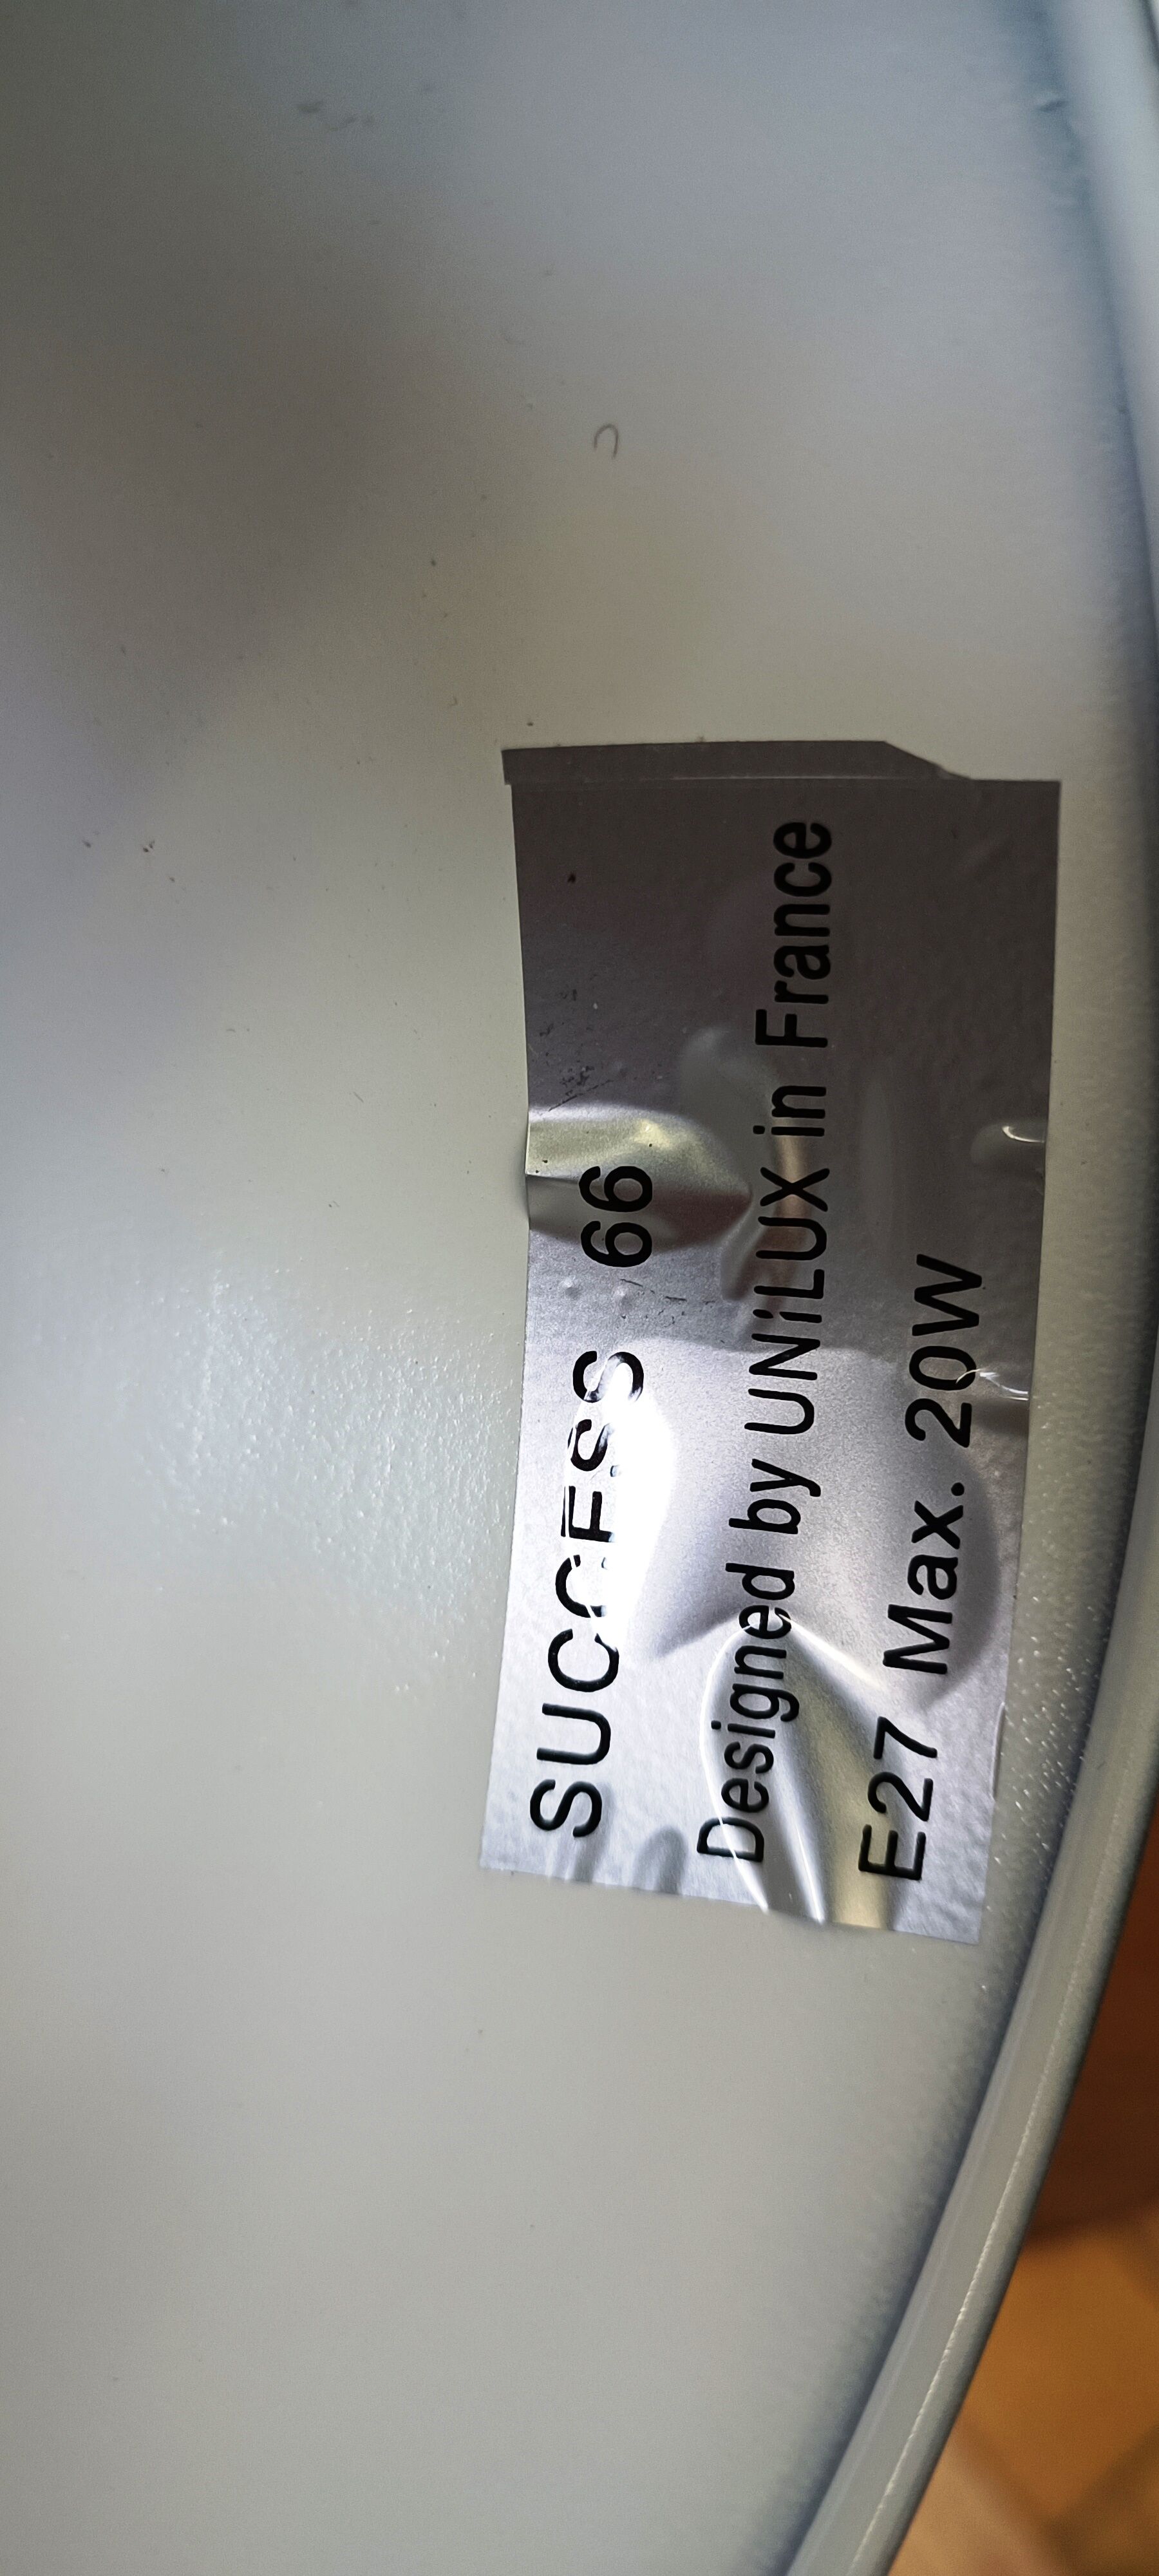 SUCCESS 66
Designed by UNiLUX in France
E27 Max. 20W